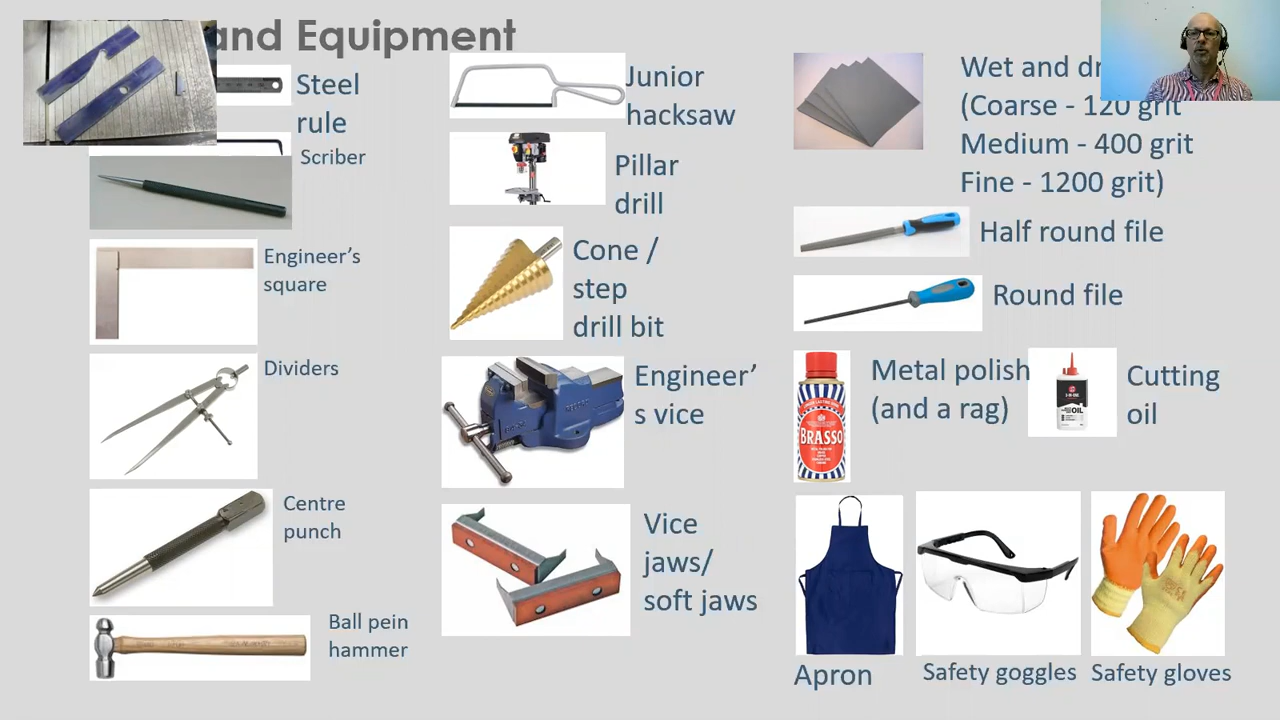 and Equipment
Steel
rule
Scriber
Engineer's
square
Dividers
Centre
punch
Ball pein
hammer
Junior
hacksaw
Pillar
drill
Cone /
step
drill bit
Engineer’
s vice
Vice
jaws/
soft jaws
Wet and
(Coarse - 120 grit
Medium - 400 grit
Fine - 1200 grit)
Half round file
Round file
BRASSO
Metal polish
(and a rag)
OIL
Cutting
oil
Apron
Safety goggles
Safety gloves